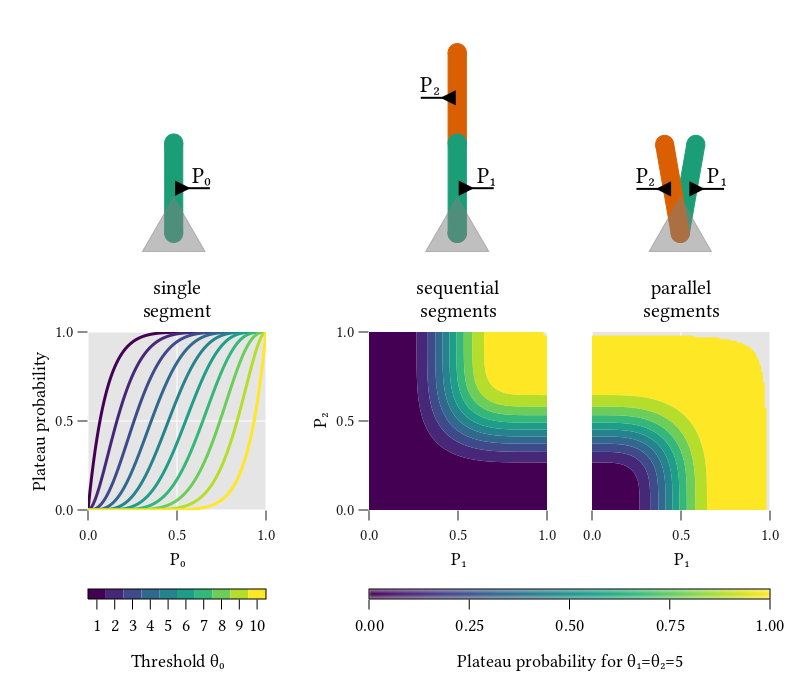 P₂
P₀
P₁
P₂
P₁
single
segment
sequential
segments
parallel
segments
1.0
0.5
0.0
Plateau probability
0.0
0.5
1.0
P₀
1.0
0.5
0.0
P₂
0.0
0.5
1.0
P₁
0.0
0.5
1.0
P₁
1 2 3 4 5 6 7 8 9 10
Threshold θ₀
0.00 0.25 0.50 0.75 1.00
Plateau probability for θ₁=θ₂=5